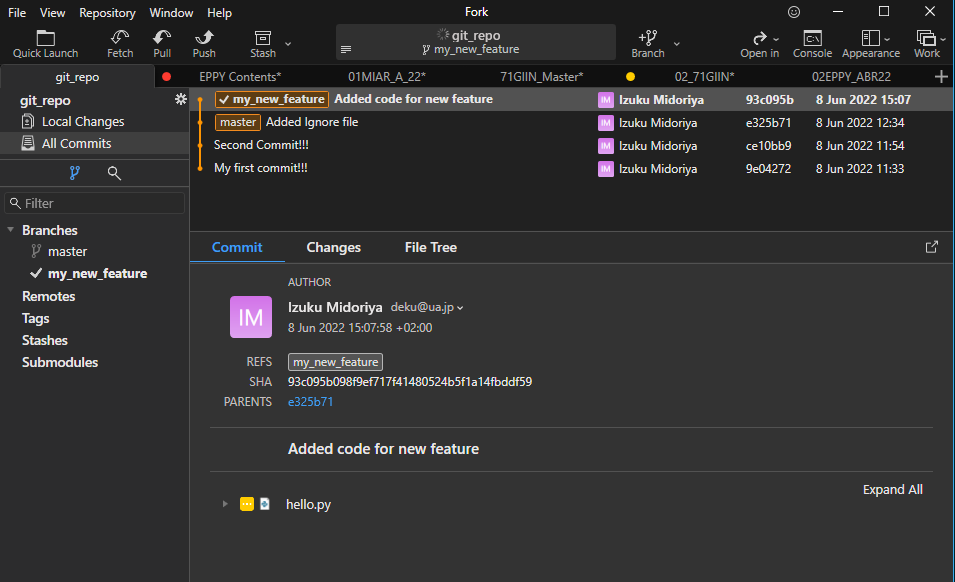 File View Repository Window Help
Fork
Quick Launch Fetch Pull Push Stash
git_repo
my_new_feature
Branch Open in Console Appearance Work
git_repo EPPY Contents* 01MIAR_A_22* 71GIIN_Master* 02_71GIIN* 02EPPY_ABR22
git_repo
Local Changes
All Commits
Filter
Branches
master
my_new_feature
Remotes
Tags
Stashes
Submodules
my_new_feature Added code for new feature IM Izuku Midoriya 93c095b 8 Jun 2022 15:07
master Added Ignore file IM Izuku Midoriya e325b71 8 Jun 2022 12:34
Second Commit!!! IM Izuku Midoriya ce10bb9 8 Jun 2022 11:54
My first commit!!! IM Izuku Midoriya 9e04272 8 Jun 2022 11:33
Commit Changes File Tree
AUTHOR
IM
Izuku Midoriya deku@ua.jp
8 Jun 2022 15:07:58 +02:00
REFS my_new_feature
SHA 93c095b098f9ef717f41480524b5f1a14fbddf59
PARENTS e325b71
Added code for new feature
Expand All
hello.py